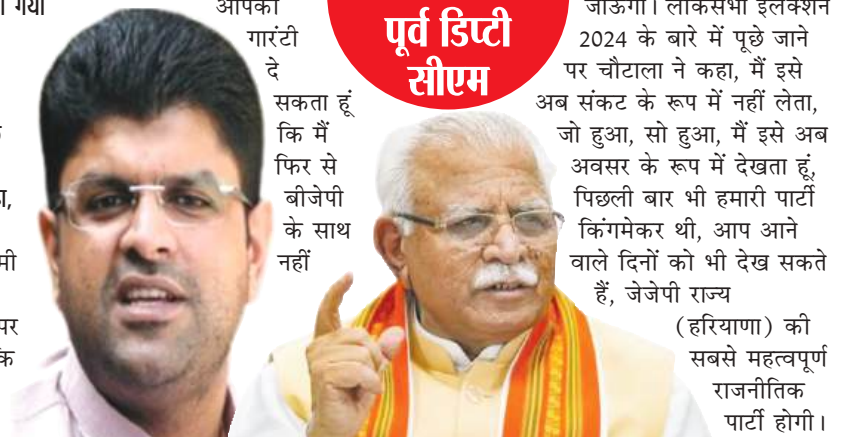 गया
पर
आपको
गारंटी
दे
सकता हूं
कि मैं
फिर से
बीजेपी
के साथ
नहीं
पूर्व डिप्टी
सीएम
जाऊंगा। लोकसभा इलेक्शन
2024 के बारे में पूछे जाने
पर चौटाला ने कहा, मैं इसे
अब संकट के रूप में नहीं लेता,
जो हुआ, सो हुआ, मैं इसे अब
अवसर के रूप में देखता हूं,
पिछली बार भी हमारी पार्टी
किंगमेकर थी, आप आने
वाले दिनों को भी देख सकते
हैं, जेजेपी राज्य
(हरियाणा) की
सबसे महत्वपूर्ण
राजनीतिक
पार्टी होगी।